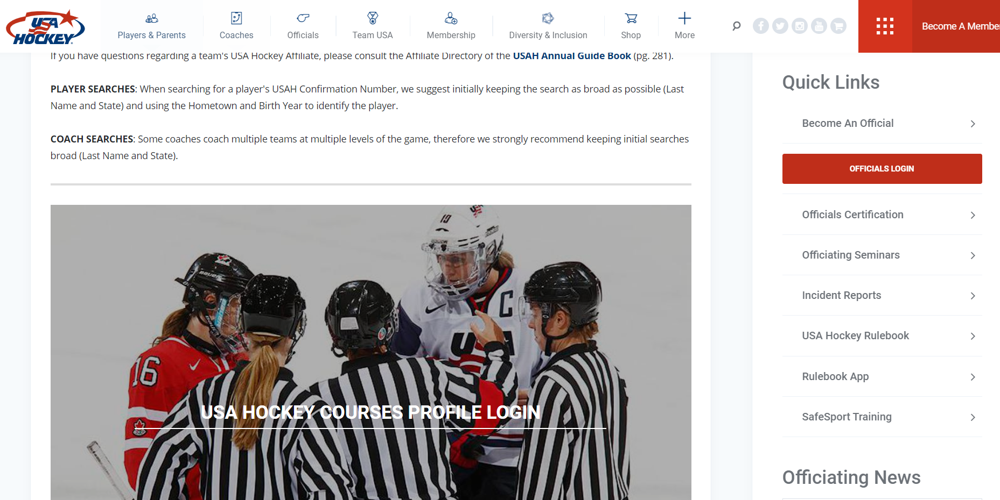 USA HOCKEY
Players & Parents
Coaches
Officials
Team USA
Membership
Diversity & Inclusion
Shop
More
Become A Member
If you have questions regarding a team's USA Hockey Affiliate, please consult the Affiliate Directory of the USAH Annual Guide Book (pg. 281).
PLAYER SEARCHES: When searching for a player's USAH Confirmation Number, we suggest initially keeping the search as broad as possible (Last
Name and State) and using the Hometown and Birth Year to identify the player.
COACH SEARCHES: Some coaches coach multiple teams at multiple levels of the game, therefore we strongly recommend keeping initial searches
broad (Last Name and State).
19
C
16
USA HOCKEY COURSES PROFILE LOGIN
Quick Links
Become An Official
OFFICIALS LOGIN
Officials Certification
Officiating Seminars
Incident Reports
USA Hockey Rulebook
Rulebook App
SafeSport Training
Officiating News